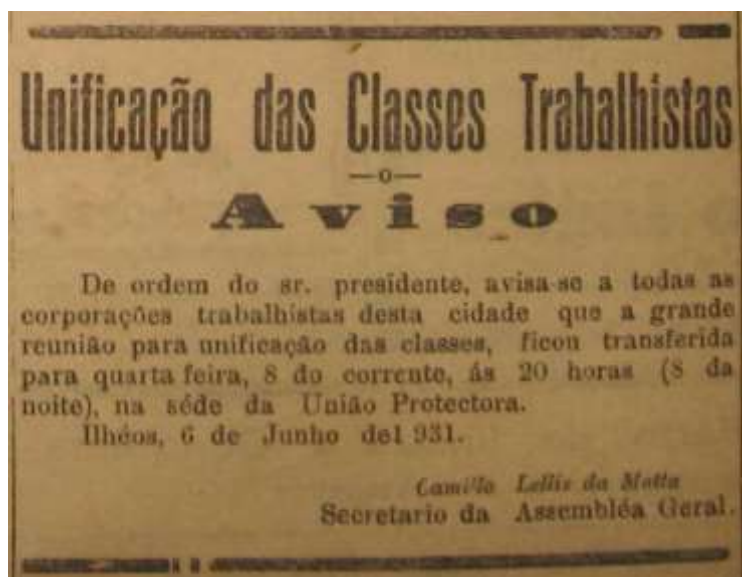 Unificação das Classes Trabalhistas
—o—
Aviso
De ordem do sr. presidente, avisa-se a todas as
corporações trabalhistas desta cidade que a grande
reunião para unificação das classes, ficou transferida
para quarta feira, 8 do corrente, ás 20 horas (8 da
noite), na séde da União Protectora.
Ilhéos, 6 de Junho de1 931.
Camillo Lellis da Motta
Secretario da Assembléa Geral.